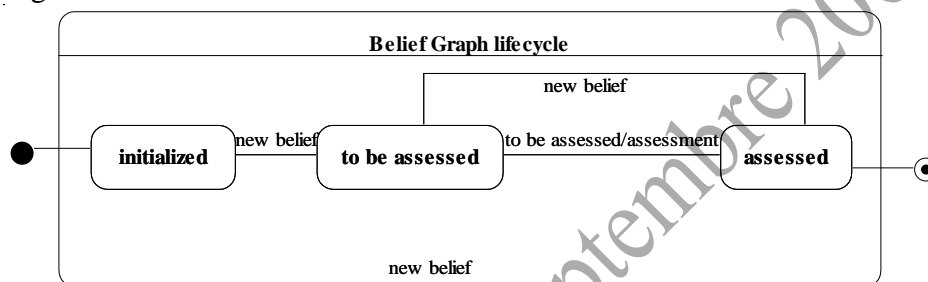 Belief Graph lifecycle
new belief
initialized
new belief
to be assessed
to be assessed/assessment
assessed
new belief